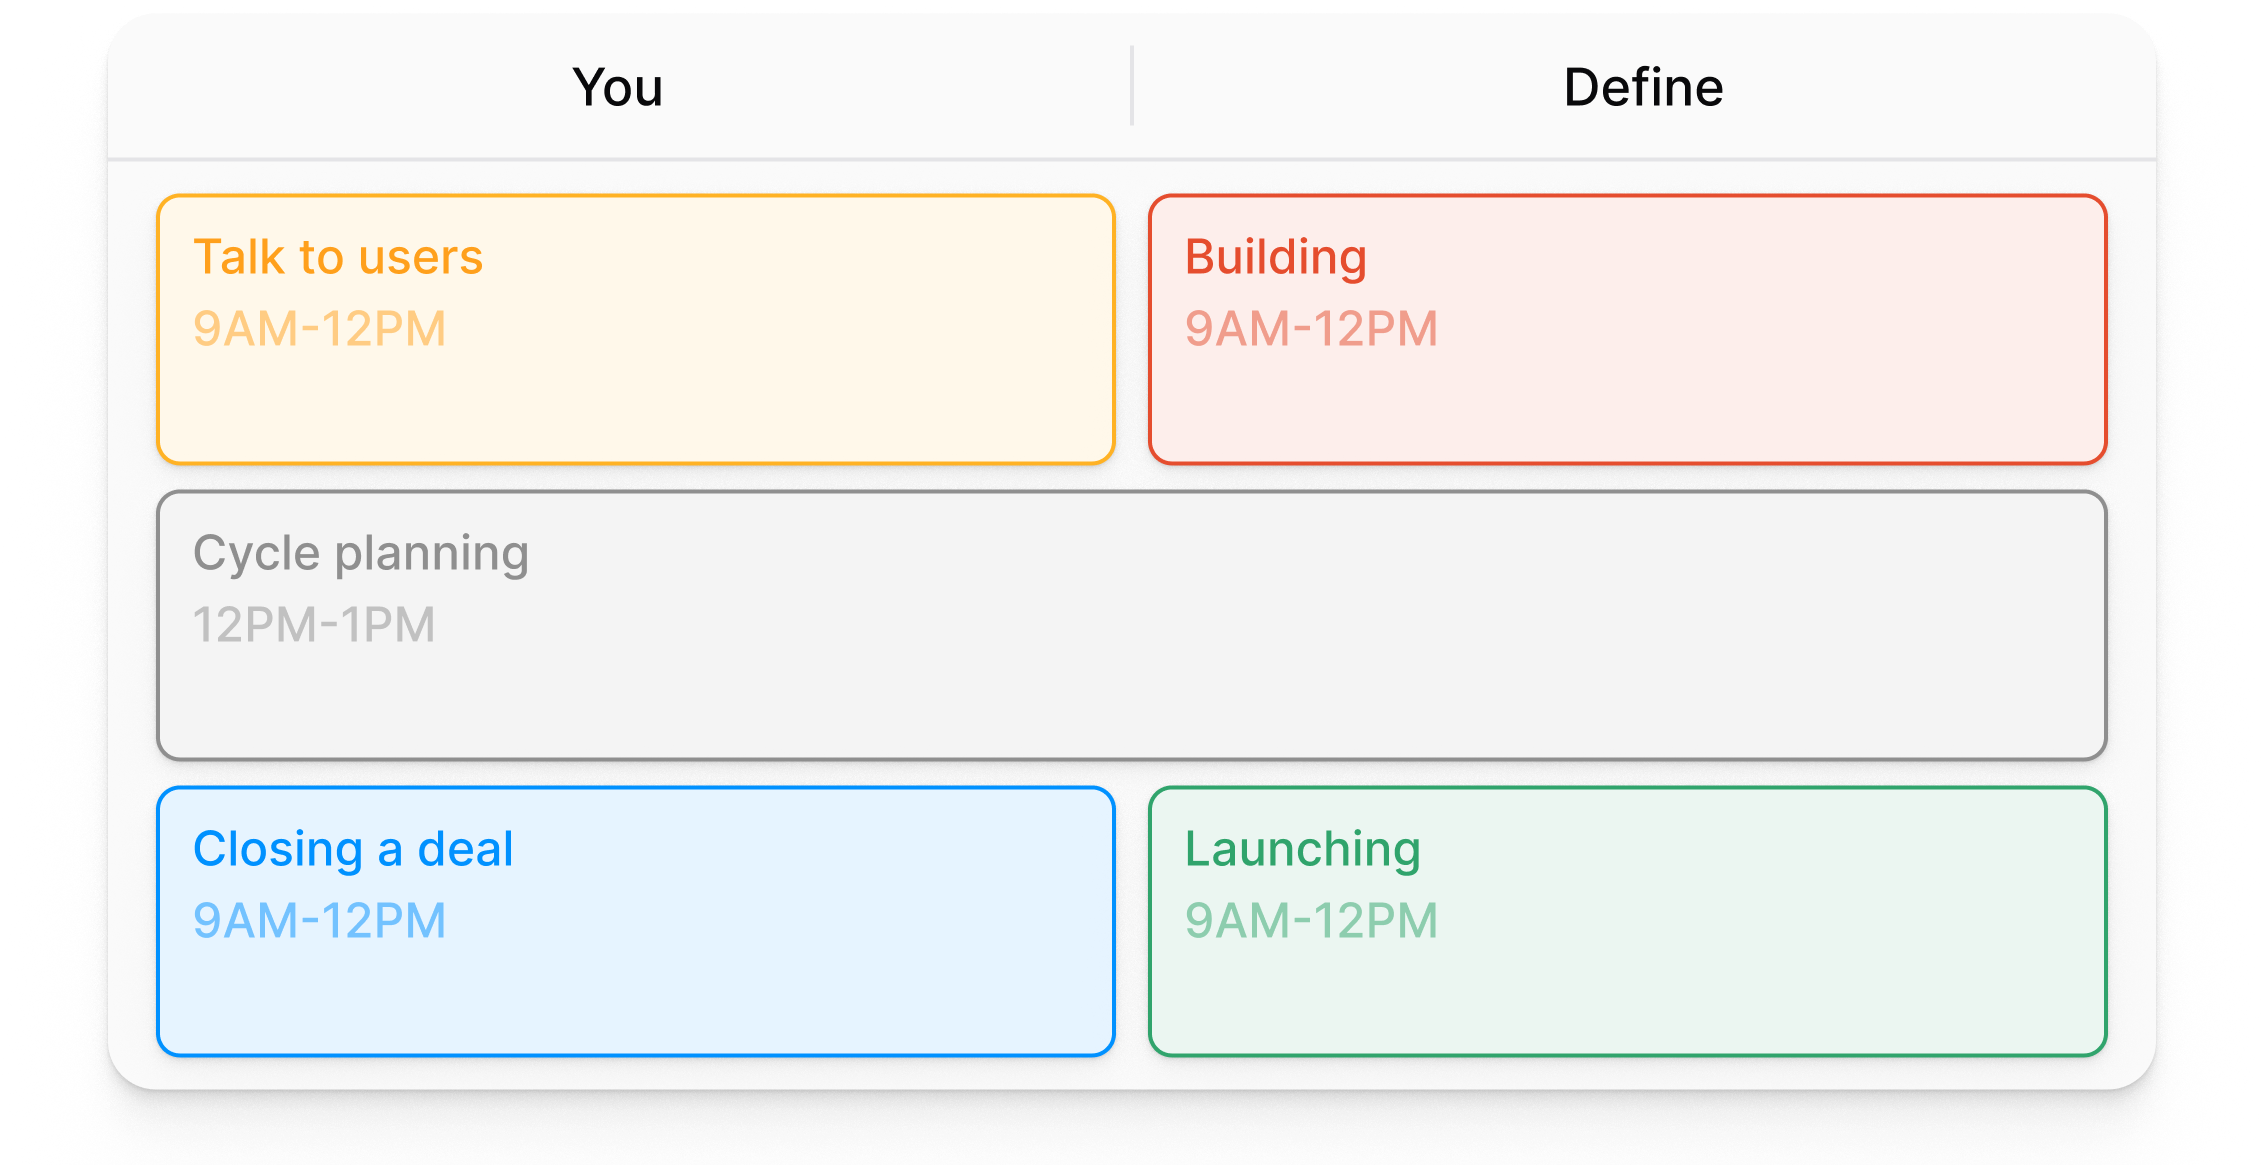 You
Define
Talk to users
9AM-12PM
Building
9AM-12PM
Cycle planning
12PM-1PM
Closing a deal
9AM-12PM
Launching
9AM-12PM